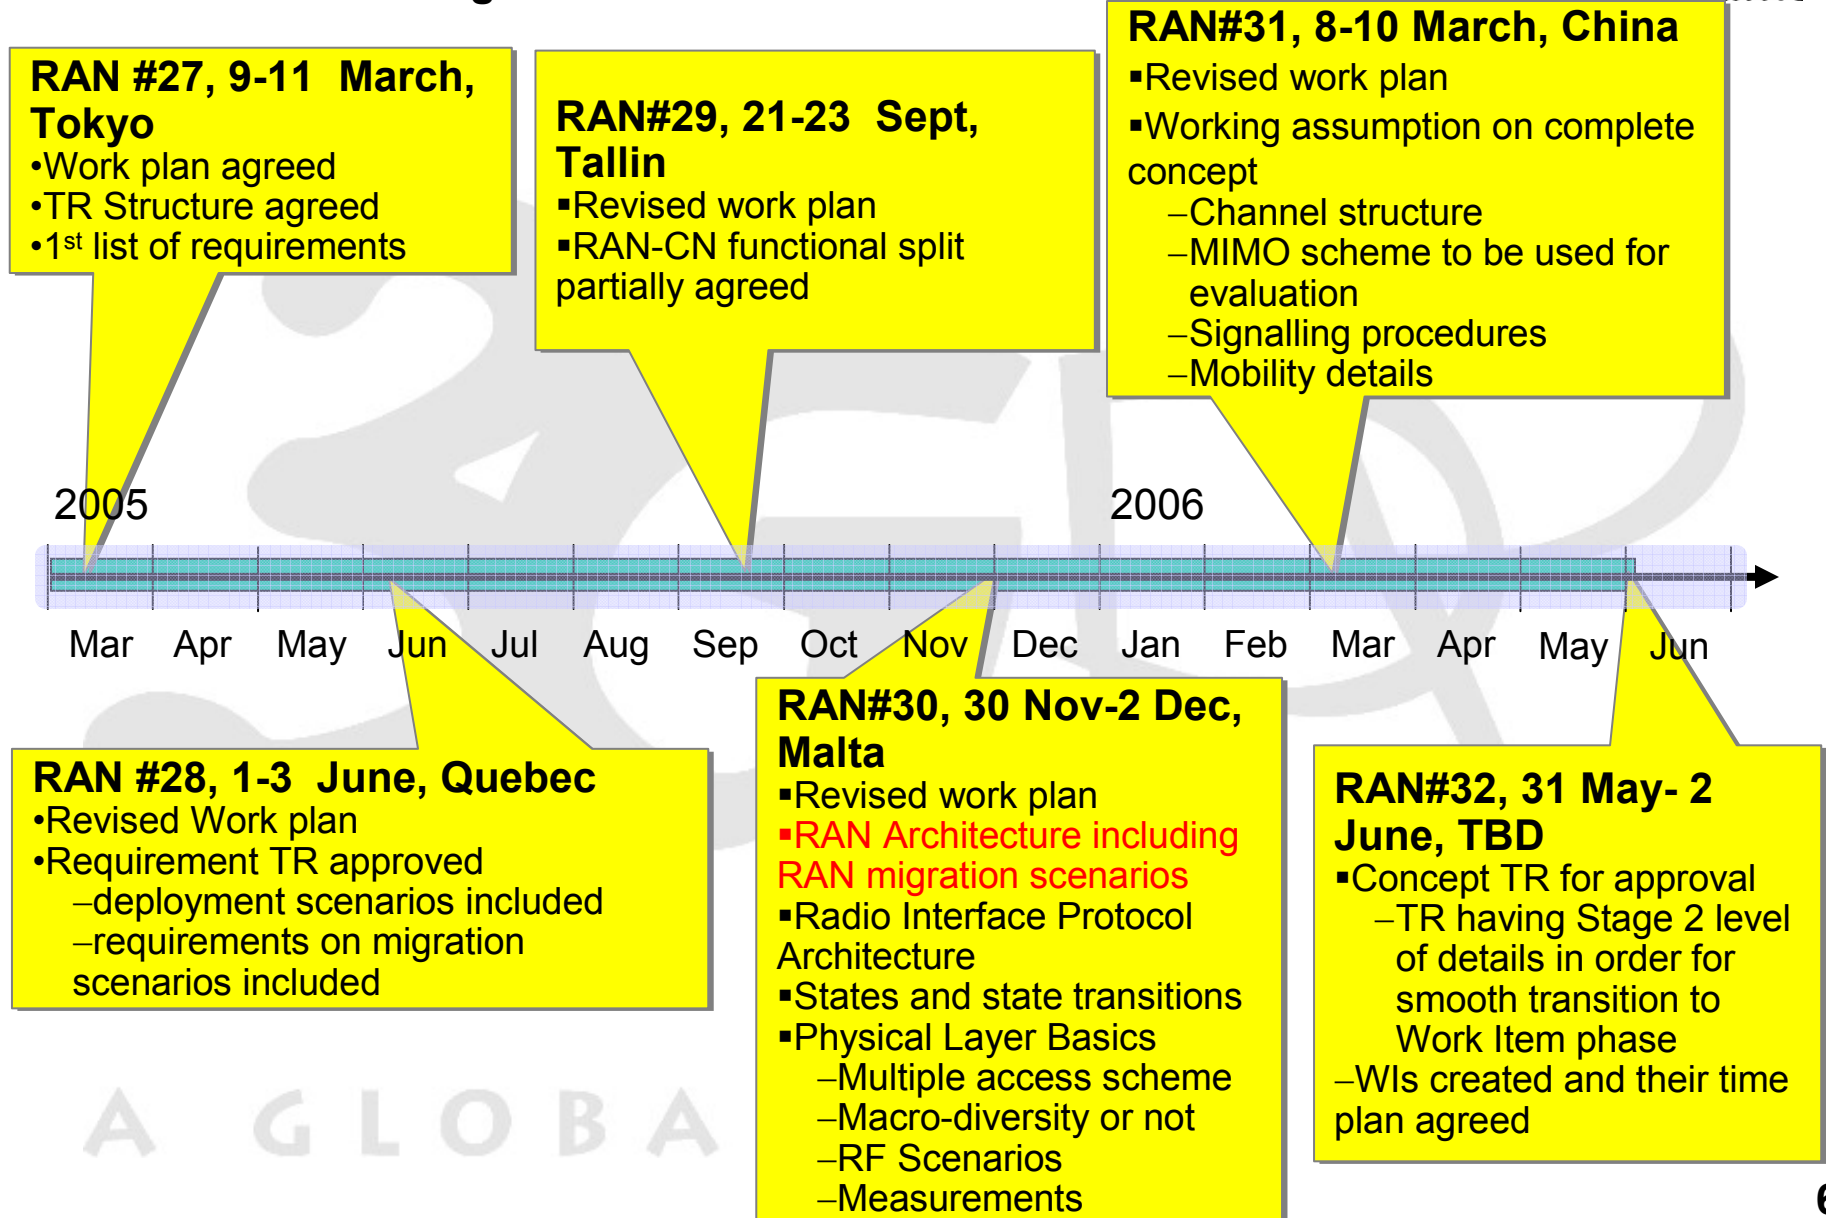 RAN #27, 9-11 March,
Tokyo
•Work plan agreed
•TR Structure agreed
•1st list of requirements
RAN#29, 21-23 Sept,
Tallin
▪Revised work plan
▪RAN-CN functional split
partially agreed
RAN#31, 8-10 March, China
▪Revised work plan
▪Working assumption on complete
concept
–Channel structure
–MIMO scheme to be used for
evaluation
–Signalling procedures
–Mobility details
2005
2006
Mar Apr May Jun Jul Aug Sep Oct Nov Dec Jan Feb Mar Apr May Jun
RAN #28, 1-3 June, Quebec
•Revised Work plan
•Requirement TR approved
–deployment scenarios included
–requirements on migration
scenarios included
RAN#30, 30 Nov-2 Dec,
Malta
▪Revised work plan
▪RAN Architecture including
RAN migration scenarios
▪Radio Interface Protocol
Architecture
▪States and state transitions
▪Physical Layer Basics
–Multiple access scheme
–Macro-diversity or not
–RF Scenarios
–Measurements
RAN#32, 31 May- 2
June, TBD
▪Concept TR for approval
–TR having Stage 2 level
of details in order for
smooth transition to
Work Item phase
–WIs created and their time
plan agreed
A GLOBA